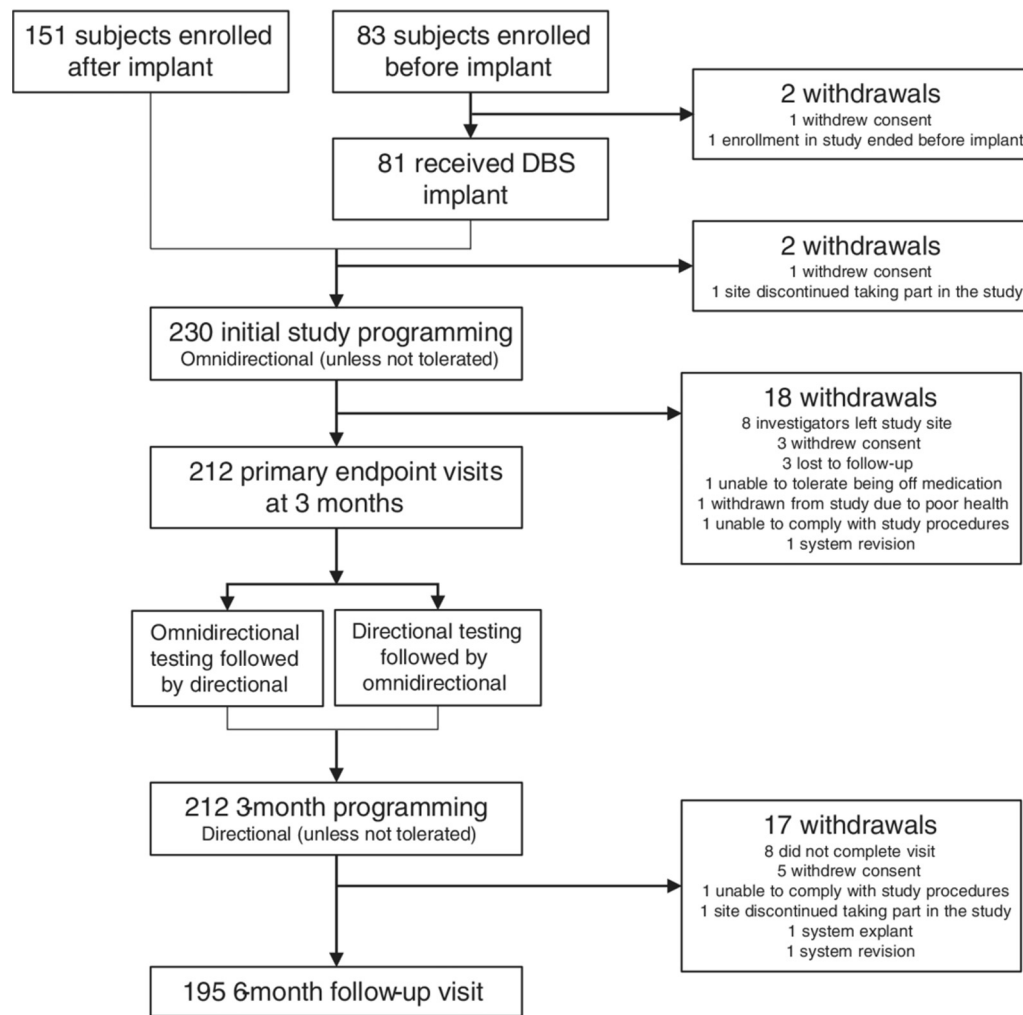 151 subjects enrolled
after implant
83 subjects enrolled
before implant
2 withdrawals
1 withdrew consent
1 enrollment in study ended before implant
81 received DBS
implant
2 withdrawals
1 withdrew consent
1 site discontinued taking part in the study
230 initial study programming
Omnidirectional (unless not tolerated)
18 withdrawals
8 investigators left study site
3 withdrew consent
3 lost to follow-up
1 unable to tolerate being off medication
1 withdrawn from study due to poor health
1 unable to comply with study procedures
1 system revision
212 primary endpoint visits
at 3 months
Omnidirectional
testing followed
by directional
Directional testing
followed by
omnidirectional
212 3-month programming
Directional (unless not tolerated)
17 withdrawals
8 did not complete visit
5 withdrew consent
1 unable to comply with study procedures
1 site discontinued taking part in the study
1 system explant
1 system revision
195 6-month follow-up visit